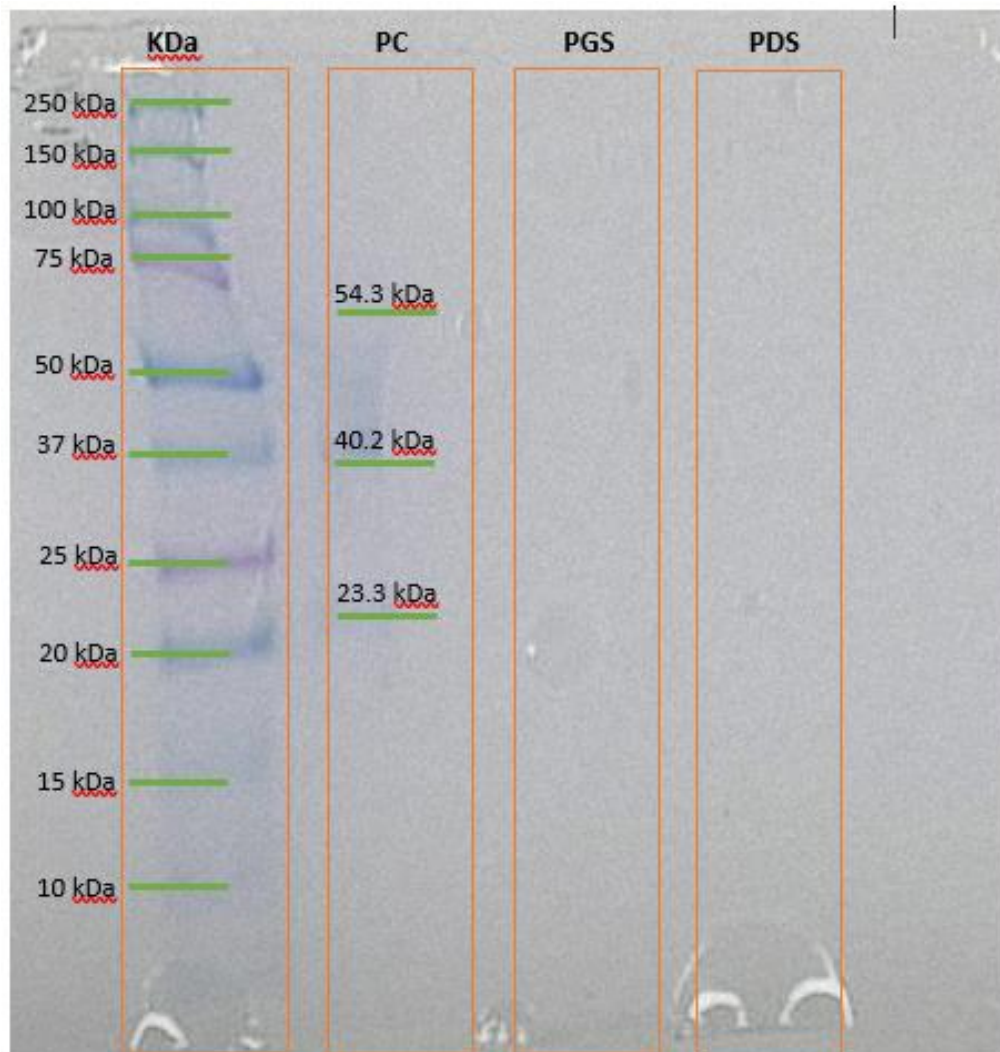 KDa PC PGS PDS
250 kDa
150 kDa
100 kDa
75 kDa
54.3 kDa
50 kDa
40.2 kDa
37 kDa
25 kDa
23.3 kDa
20 kDa
15 kDa
10 kDa